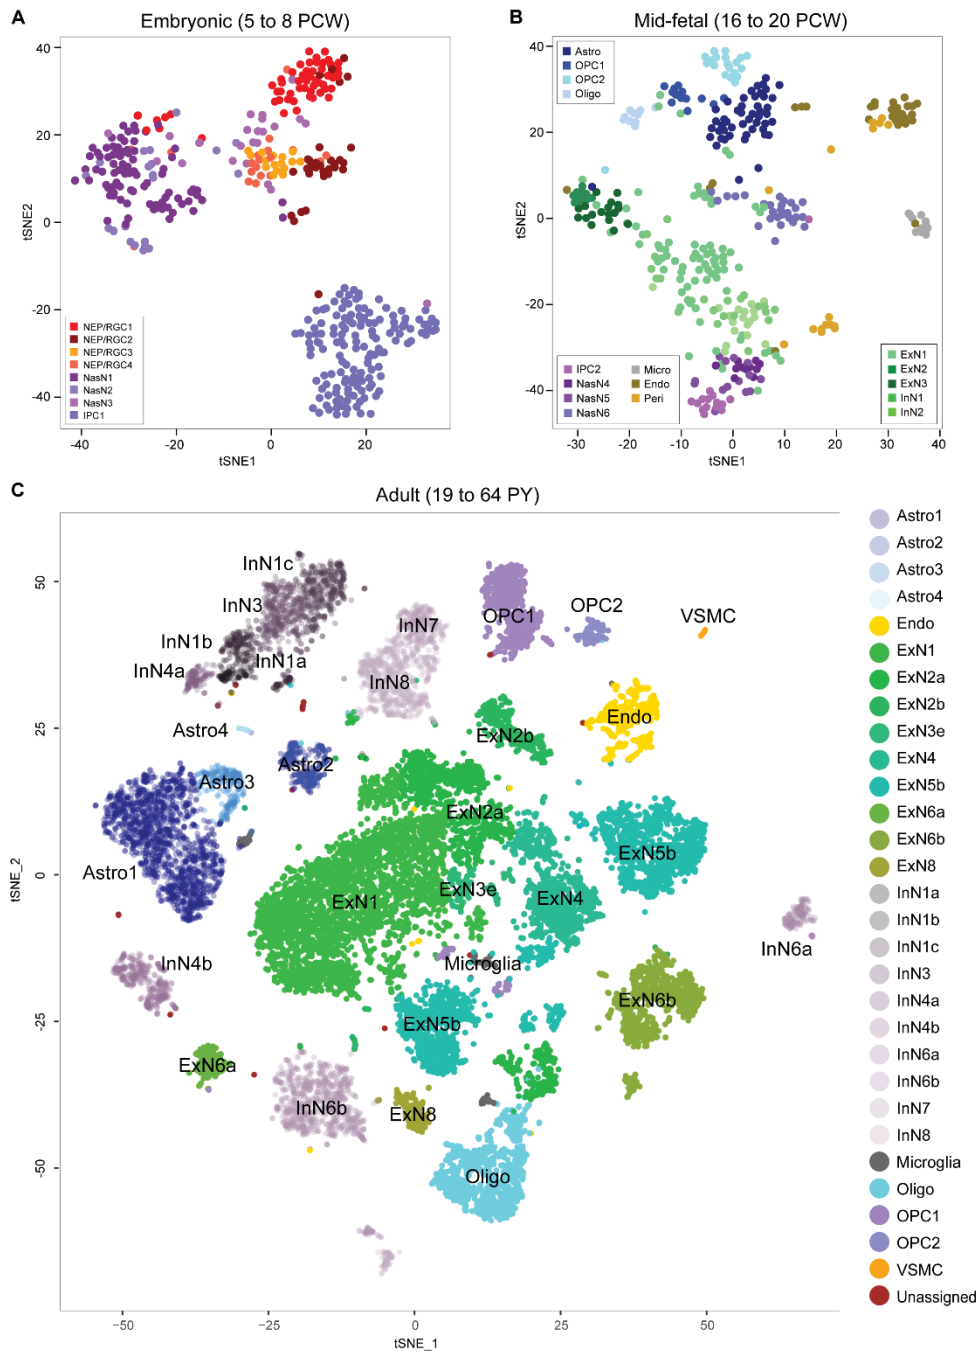 A
Embryonic (5 to 8 PCW)
40
20
0
-20
-40
tSNE2
NEP/RGC1
NEP/RGC2
NEP/RGC3
NEP/RGC4
NasN1
NasN2
NasN3
IPC1
-40
-20
0
20
tSNE1
B
Mid-fetal (16 to 20 PCW)
40
20
0
-20
-40
tSNE2
Astro
OPC1
OPC2
Oligo
IPC2
NasN4
NasN5
NasN6
Micro
Endo
Peri
ExN1
ExN2
ExN3
InN1
InN2
-30
-20
-10
0
10
20
30
40
tSNE1
C
Adult (19 to 64 PY)
50
25
0
-25
-50
tSNE_2
InN1c
InN3
InN1b
InN4a
InN1a
InN7
InN8
OPC1
OPC2
VSMC
Astro4
Astro3
Astro2
ExN2b
Endo
Astro1
ExN2a
ExN1
ExN3e
ExN4
ExN5b
InN4b
Microglia
InN6a
ExN5b
ExN6b
ExN6a
InN6b
ExN8
Oligo
-50
-25
0
25
50
tSNE_1
Astro1
Astro2
Astro3
Astro4
Endo
ExN1
ExN2a
ExN2b
ExN3e
ExN4
ExN5b
ExN6a
ExN6b
ExN8
InN1a
InN1b
InN1c
InN3
InN4a
InN4b
InN6a
InN6b
InN7
InN8
Microglia
Oligo
OPC1
OPC2
VSMC
Unassigned